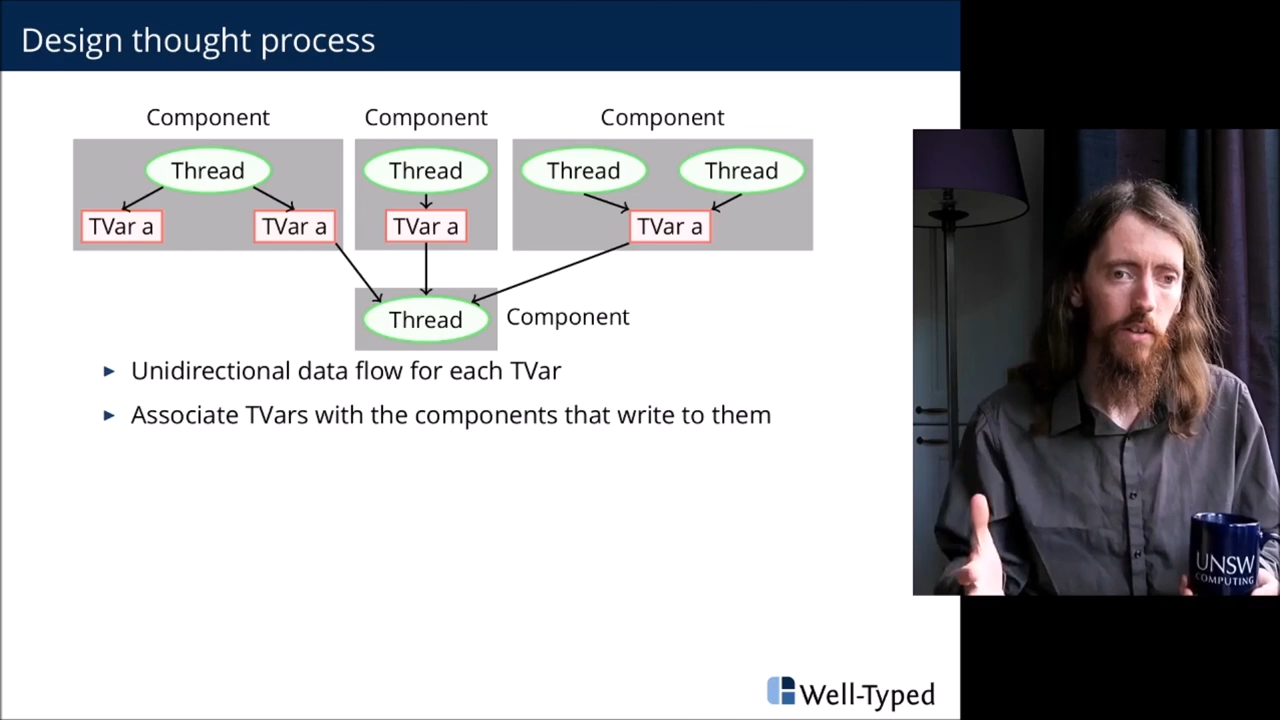 Design thought process
Component Component Component
Thread Thread Thread Thread
TVar a TVar a TVar a TVar a
Thread Component
Unidirectional data flow for each TVar
Associate TVars with the components that write to them
UNSW
COMPUTING
Well-Typed